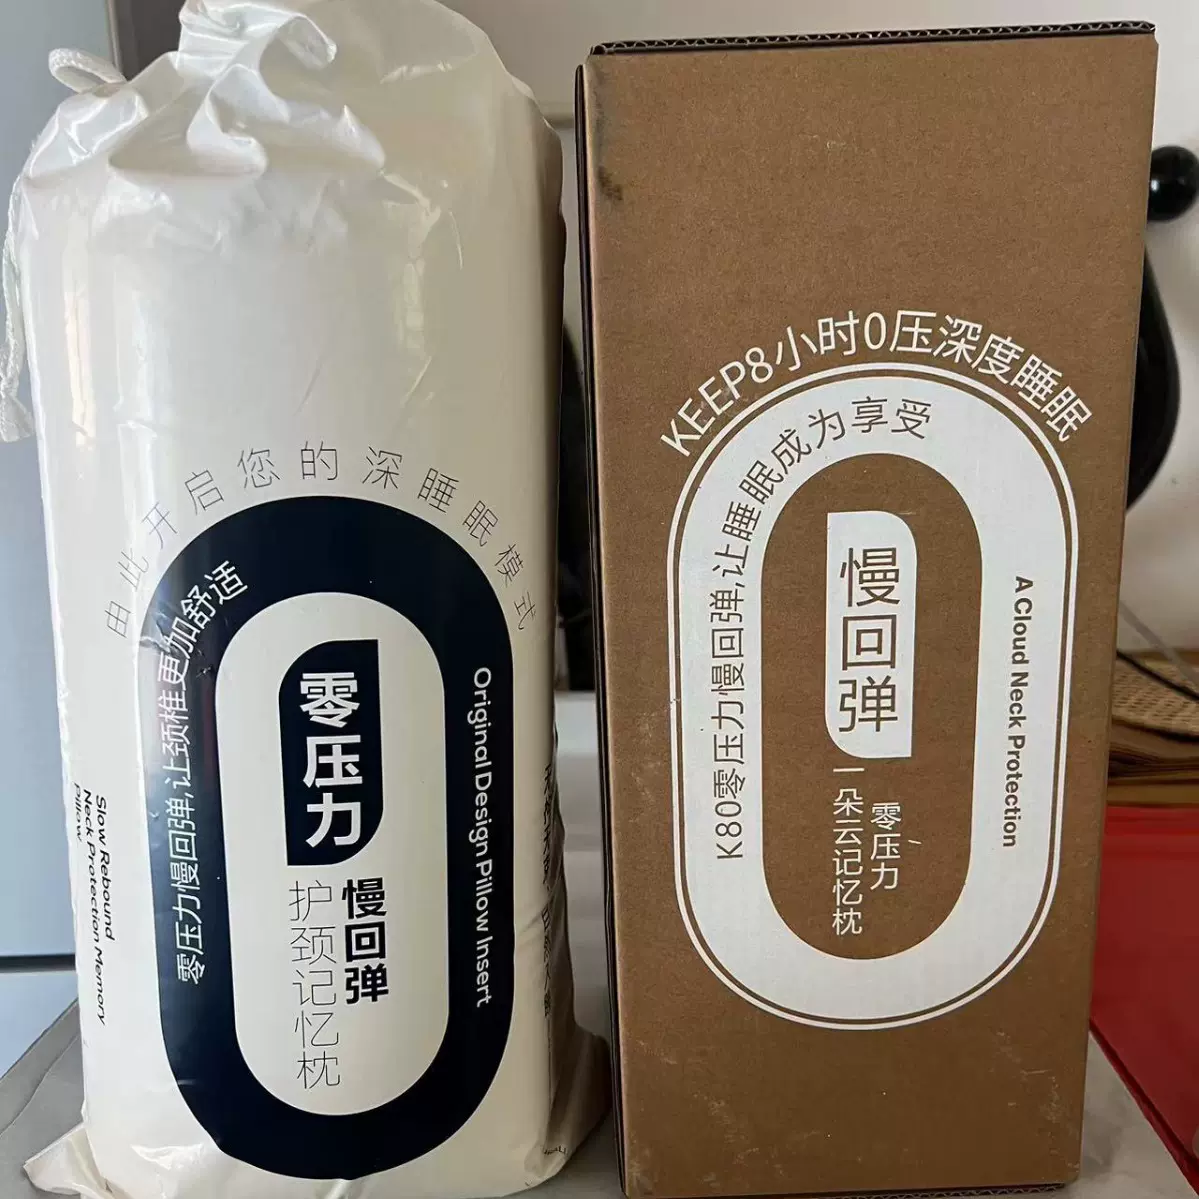 由此开启您的深睡眠模式
零压力慢回弹,让颈椎更加舒适
零压力
慢回弹
护颈记忆枕
Original Design Pillow Insert
Slow Rebound
Neck Protection Memory
Pillow
KEEP8小时0压深度睡眠
K80零压力慢回弹,让睡眠成为享受
慢回弹
零压力
一朵云记忆枕
A Cloud Neck Protection